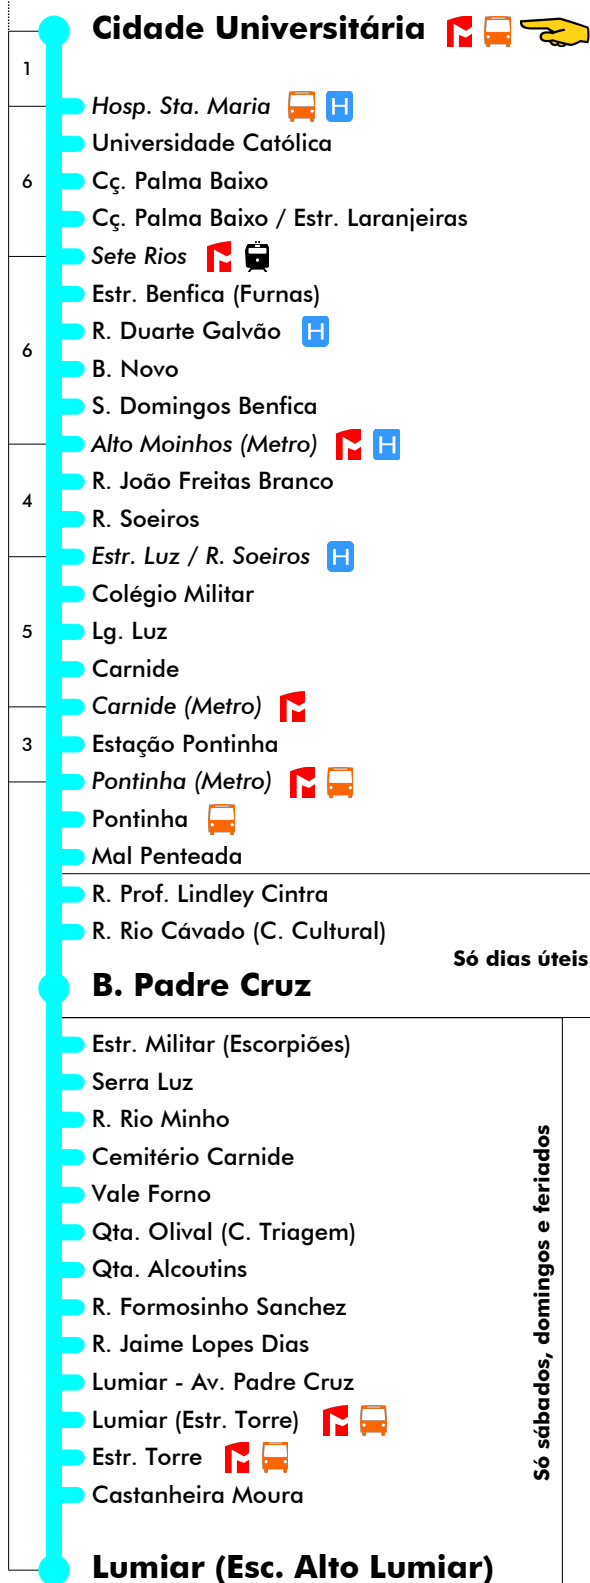 Cidade Universitária
1
Hosp. Sta. Maria H
Universidade Católica
6 Cç. Palma Baixo
Cç. Palma Baixo / Estr. Laranjeiras
Sete Rios
Estr. Benfica (Furnas)
R. Duarte Galvão H
6
B. Novo
S. Domingos Benfica
Alto Moinhos (Metro) H
R. João Freitas Branco
4
R. Soeiros
Estr. Luz / R. Soeiros H
Colégio Militar
5 Lg. Luz
Carnide
Carnide (Metro)
3 Estação Pontinha
Pontinha (Metro)
Pontinha
Mal Penteada
R. Prof. Lindley Cintra
R. Rio Cávado (C. Cultural)
Só dias úteis
B. Padre Cruz
Estr. Militar (Escorpiões)
Serra Luz
R. Rio Minho
Cemitério Carnide
Vale Forno
Qta. Olival (C. Triagem)
Qta. Alcoutins
R. Formosinho Sanchez
R. Jaime Lopes Dias
Lumiar - Av. Padre Cruz
Lumiar (Estr. Torre)
Estr. Torre
Castanheira Moura
Só sábados, domingos e feriados
Lumiar (Esc. Alto Lumiar)